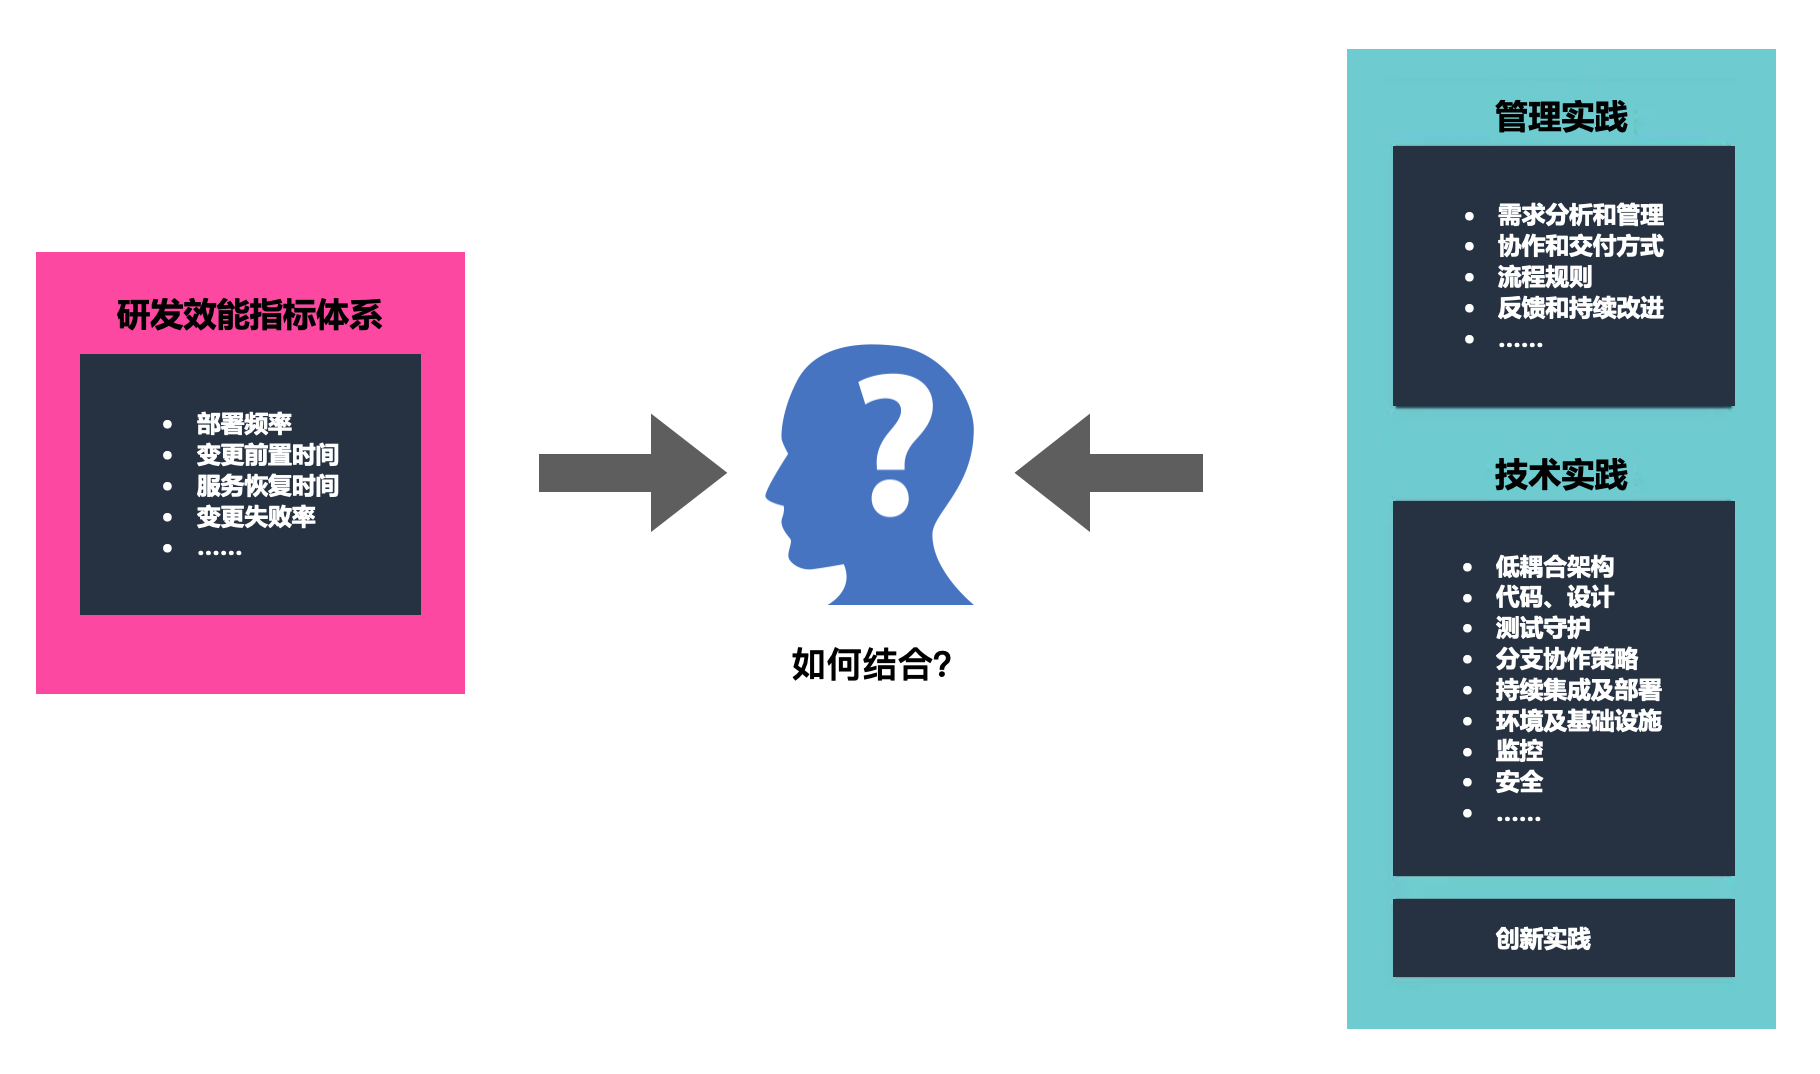 研发效能指标体系
• 部署频率
• 变更前置时间
• 服务恢复时间
• 变更失败率
• ......
?
如何结合?
管理实践
• 需求分析和管理
• 协作和交付方式
• 流程规则
• 反馈和持续改进
• ......
技术实践
• 低耦合架构
• 代码、设计
• 测试守护
• 分支协作策略
• 持续集成及部署
• 环境及基础设施
• 监控
• 安全
• ......
创新实践